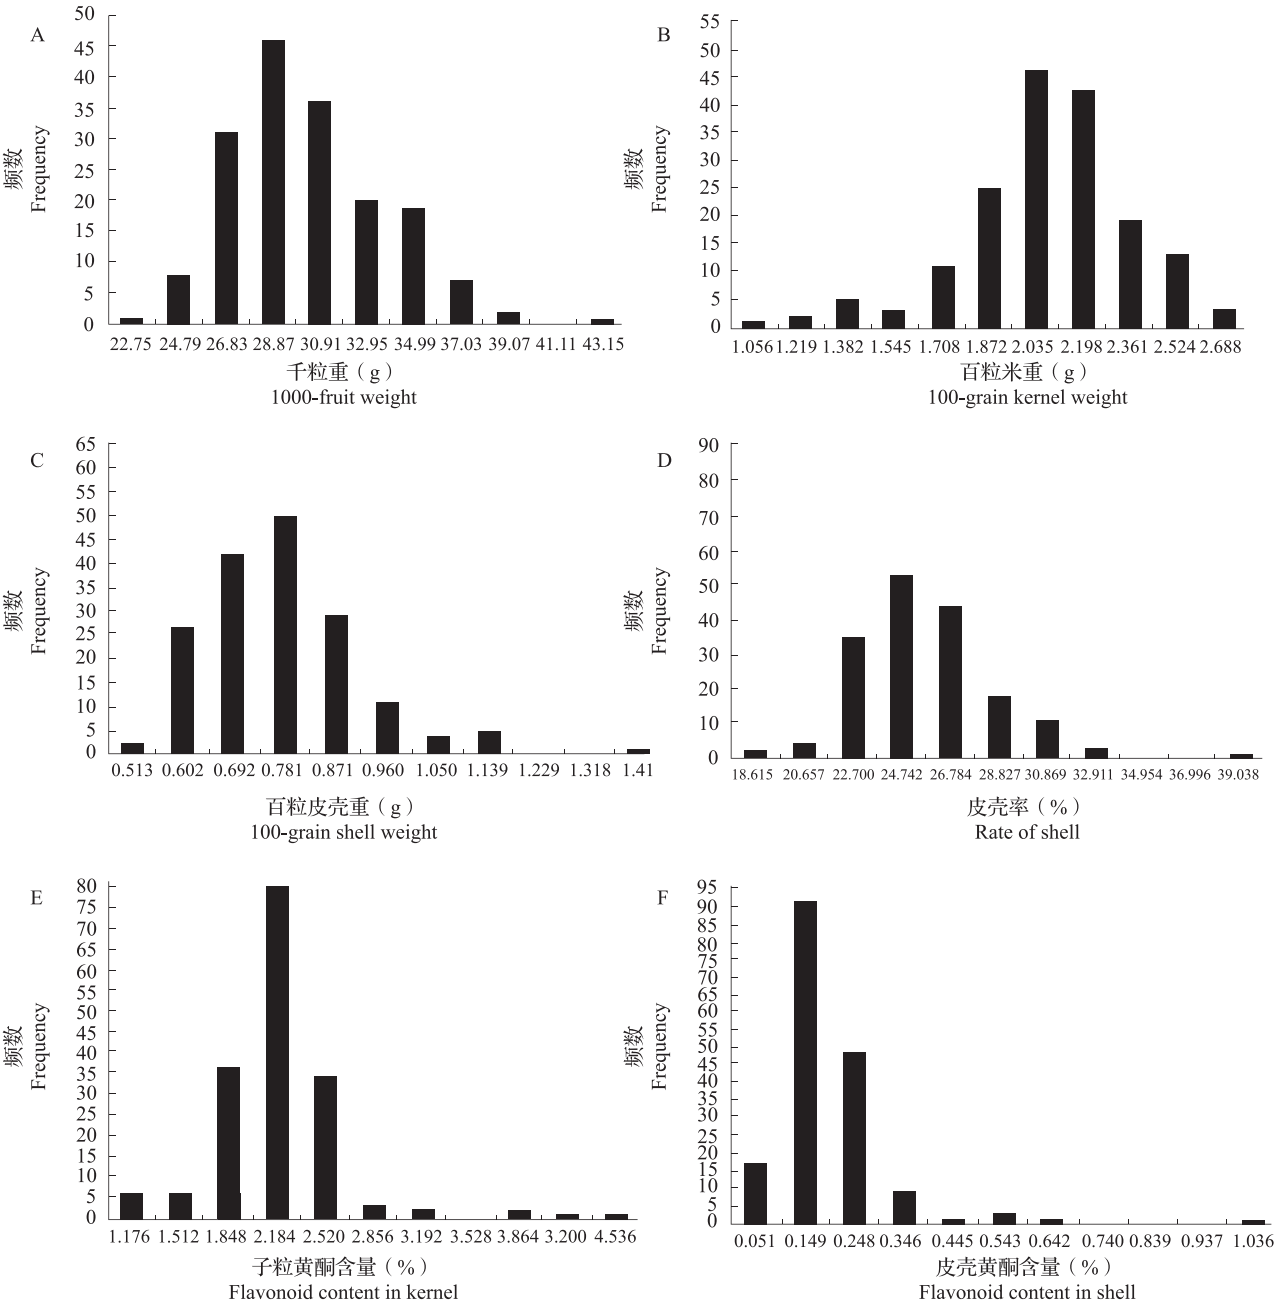 A
50
45
40
35
30
25
20
15
10
5
0
频数
Frequency
22.75 24.79 26.83 28.87 30.91 32.95 34.99 37.03 39.07 41.11 43.15
千粒重（g）
1000-fruit weight
B
55
50
45
40
35
30
25
20
15
10
5
0
频数
Frequency
1.056 1.219 1.382 1.545 1.708 1.872 2.035 2.198 2.361 2.524 2.688
百粒米重（g）
100-grain kernel weight
C
65
60
55
50
45
40
35
30
25
20
15
10
5
0
频数
Frequency
0.513 0.602 0.692 0.781 0.871 0.960 1.050 1.139 1.229 1.318 1.41
百粒皮壳重（g）
100-grain shell weight
D
90
80
70
60
50
40
30
20
10
0
频数
Frequency
18.615 20.657 22.700 24.742 26.784 28.827 30.869 32.911 34.954 36.996 39.038
皮壳率（%）
Rate of shell
E
80
75
70
65
60
55
50
45
40
35
30
25
20
15
10
5
0
频数
Frequency
1.176 1.512 1.848 2.184 2.520 2.856 3.192 3.528 3.864 3.200 4.536
子粒黄酮含量（%）
Flavonoid content in kernel
F
95
90
85
80
75
70
65
60
55
50
45
40
35
30
25
20
15
10
5
0
频数
Frequency
0.051 0.149 0.248 0.346 0.445 0.543 0.642 0.740 0.839 0.937 1.036
皮壳黄酮含量（%）
Flavonoid content in shell